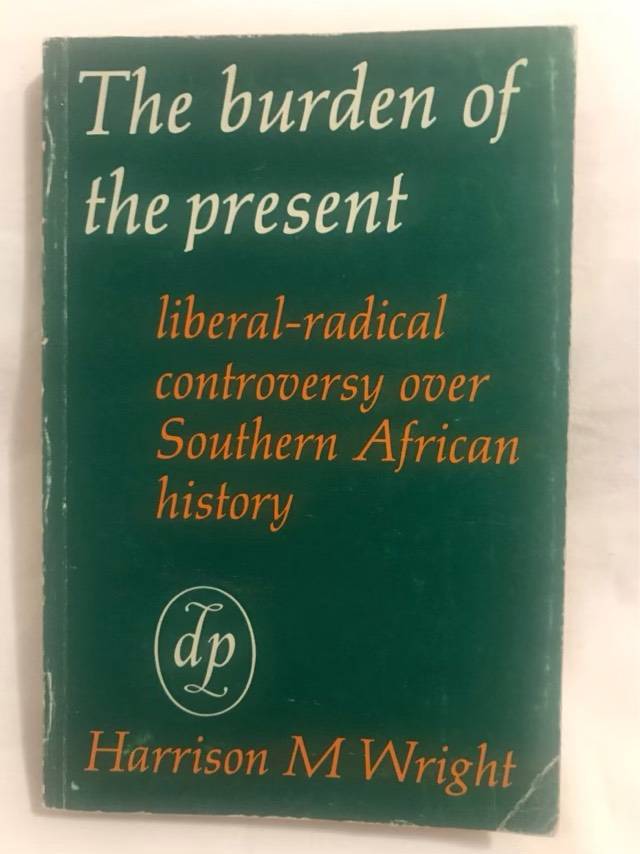 The burden of
the present
liberal-radical
controversy over
Southern African
history
dp
Harrison M Wright